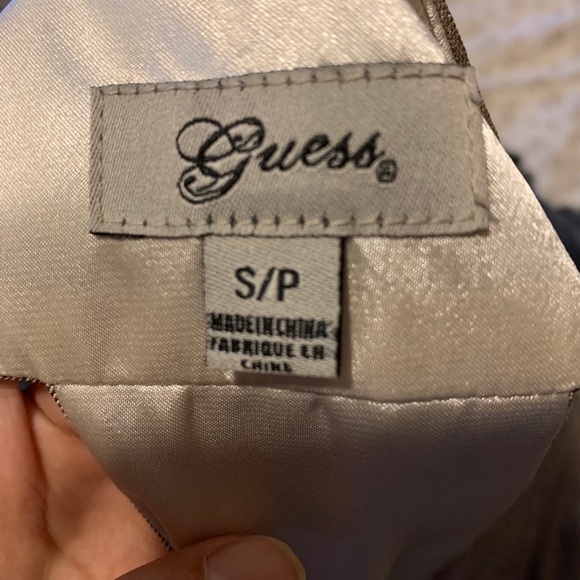 Guess®
S/P
MADE IN CHINA
FABRIQUE EN
CHINE